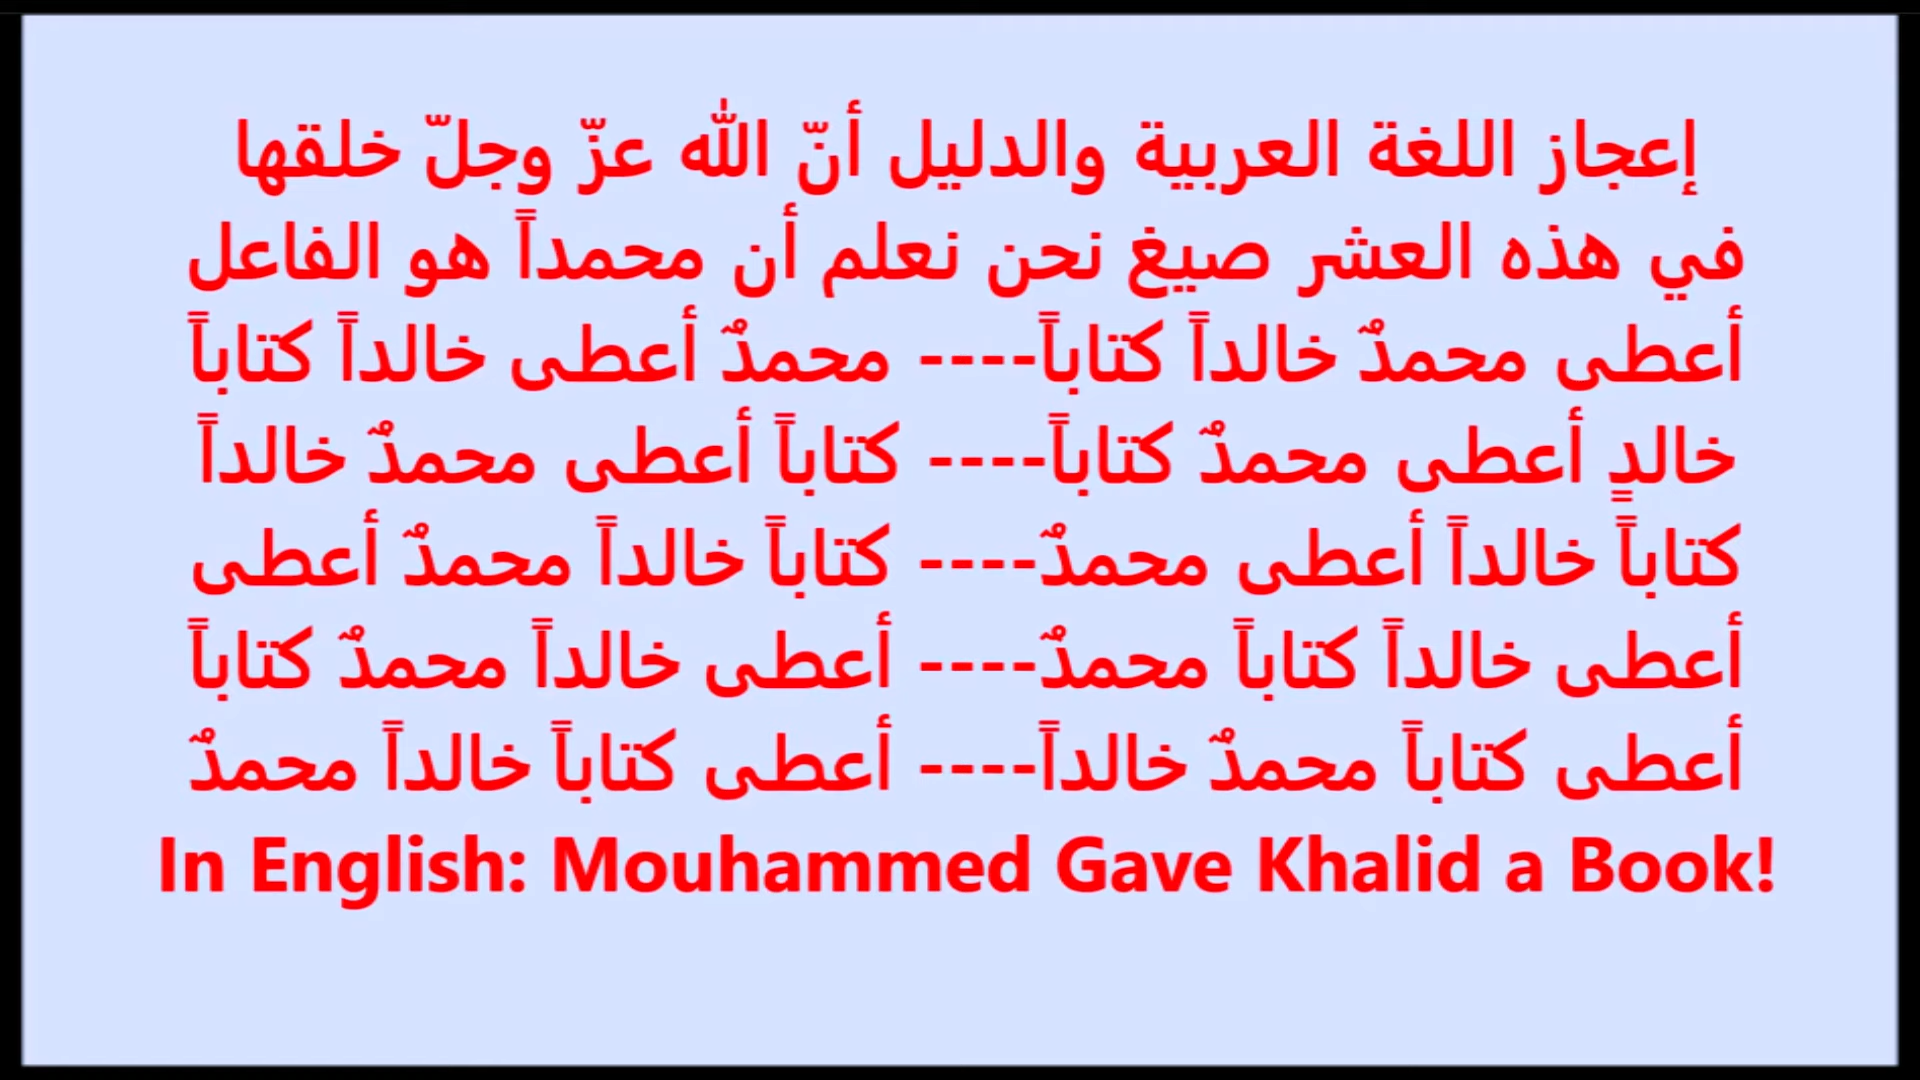 إعجاز اللغة العربية والدليل أنّ الله عزّ وجلّ خلقها
في هذه العشر صيغ نحن نعلم أن محمداً هو الفاعل
أعطى محمدٌ خالداً كتاباً---- محمدٌ أعطى خالداً كتاباً
خالدٍ أعطى محمدٌ كتاباً---- كتاباً أعطى محمدٌ خالداً
كتاباً خالداً أعطى محمدٌ---- كتاباً خالداً محمدٌ أعطى
أعطى خالداً كتاباً محمدٌ---- أعطى خالداً محمدٌ كتاباً
أعطى كتاباً محمدٌ خالداً---- أعطى كتاباً خالداً محمدٌ
In English: Mouhammed Gave Khalid a Book!